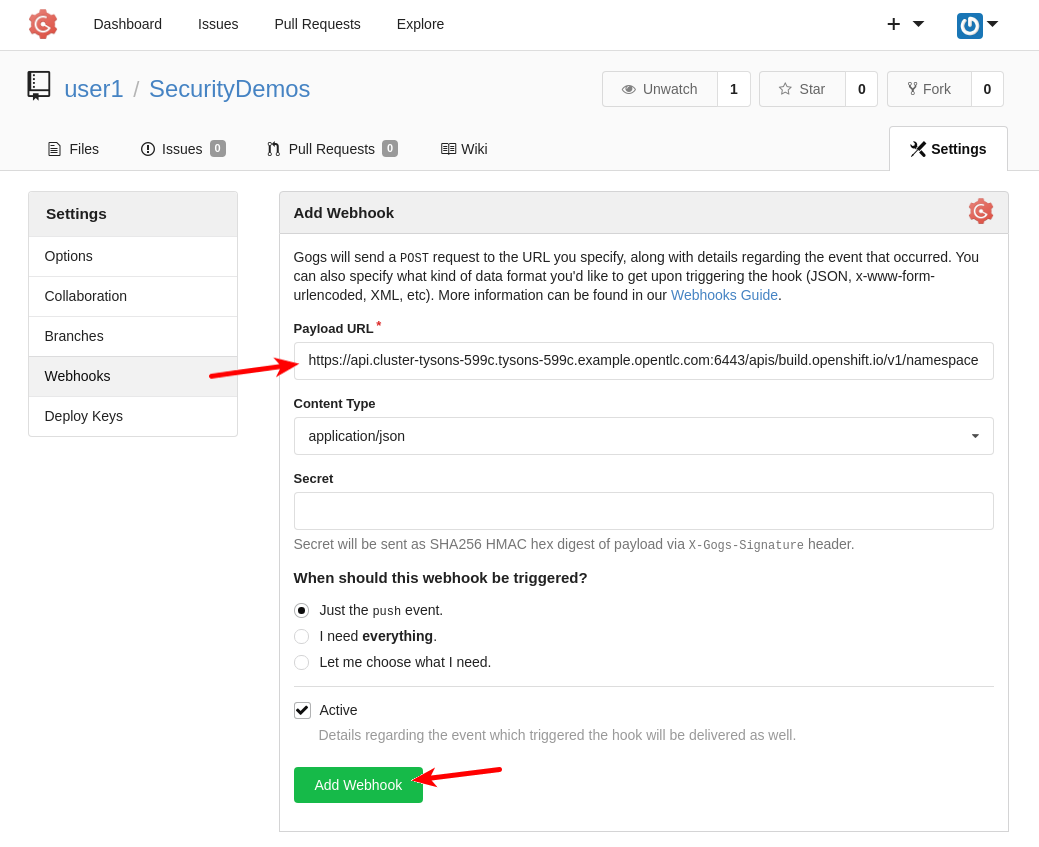 Dashboard Issues Pull Requests Explore
user1 / SecurityDemos
Unwatch 1 Star 0 Fork 0
Files Issues 0 Pull Requests 0 Wiki Settings
Settings
Options
Collaboration
Branches
Webhooks
Deploy Keys
Add Webhook
Gogs will send a POST request to the URL you specify, along with details regarding the event that occurred. You
can also specify what kind of data format you'd like to get upon triggering the hook (JSON, x-www-form-
urlencoded, XML, etc). More information can be found in our Webhooks Guide.
Payload URL *
https://api.cluster-tysons-599c.tysons-599c.example.opentlc.com:6443/apis/build.openshift.io/v1/namespace
Content Type
application/json
Secret
Secret will be sent as SHA256 HMAC hex digest of payload via X-Gogs-Signature header.
When should this webhook be triggered?
Just the push event.
I need everything.
Let me choose what I need.
Active
Details regarding the event which triggered the hook will be delivered as well.
Add Webhook